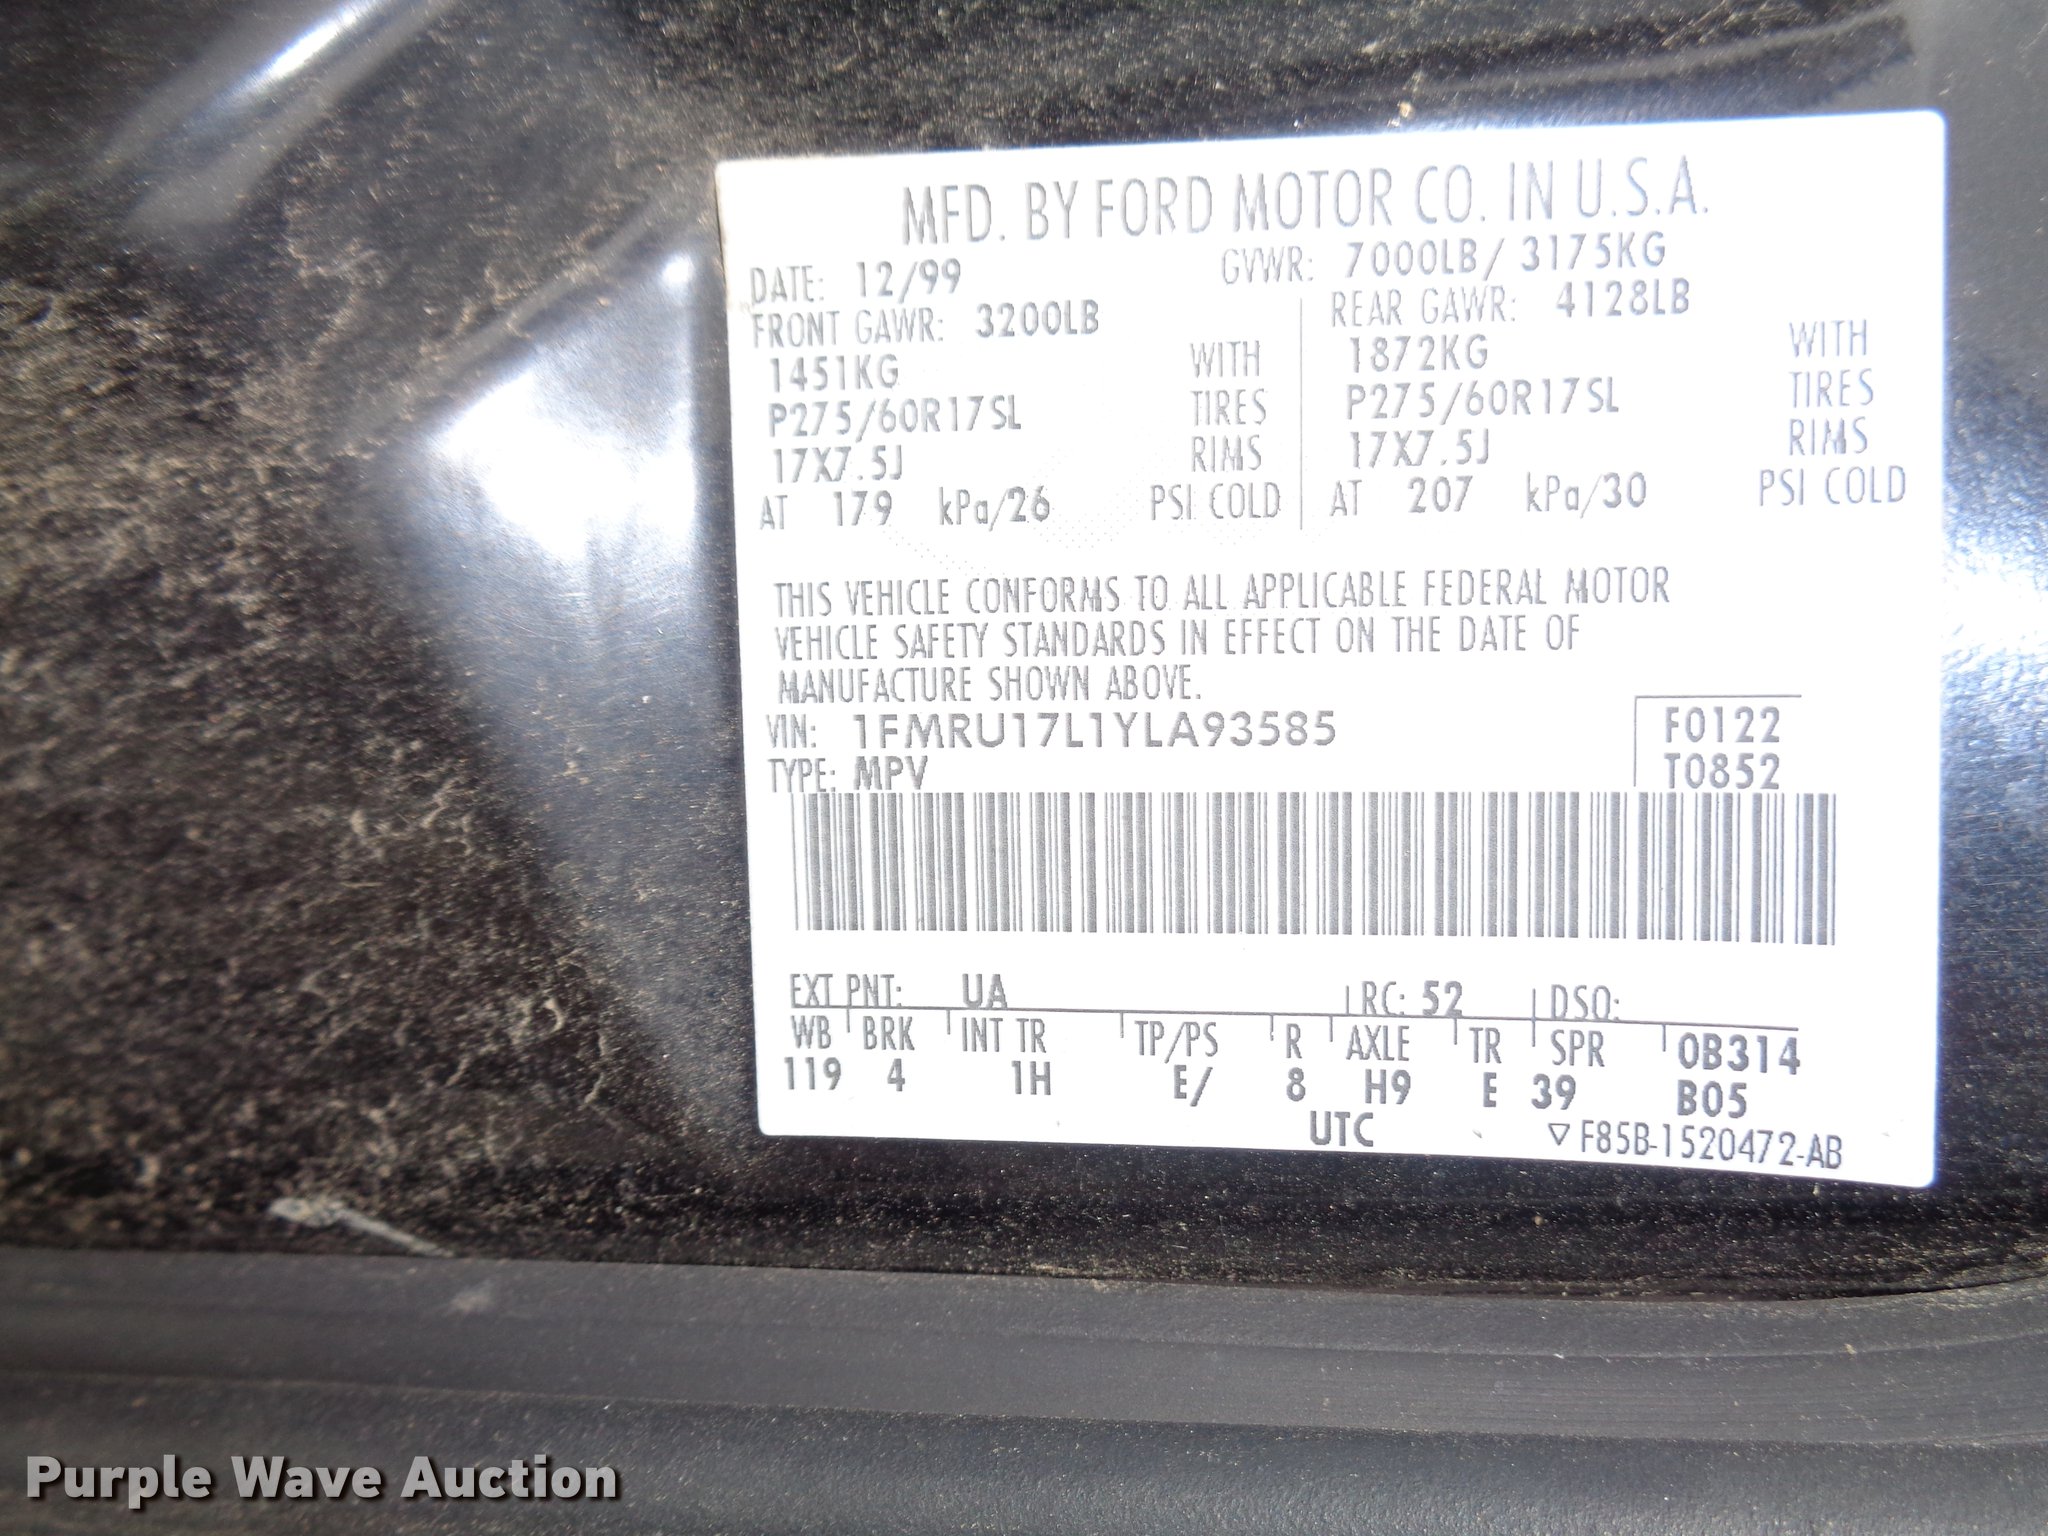 MFD. BY FORD MOTOR CO. IN U.S.A.
DATE: 12/99 GVWR: 7000LB/ 3175KG
FRONT GAWR: 3200LB REAR GAWR: 4128LB
1451KG WITH 1872KG WITH
P275/60R17SL TIRES P275/60R17SL TIRES
17X7.5J RIMS 17X7.5J RIMS
AT 179 kPa/26 PSI COLD AT 207 kPa/30 PSI COLD
THIS VEHICLE CONFORMS TO ALL APPLICABLE FEDERAL MOTOR
VEHICLE SAFETY STANDARDS IN EFFECT ON THE DATE OF
MANUFACTURE SHOWN ABOVE.
VIN: 1FMRU17L1YLA93585 F0122
TYPE: MPV T0852
EXT PNT: UA RC: 52 DSO:
WB BRK INT TR TP/PS R AXLE TR SPR 0B314
119 4 1H E/ 8 H9 E 39 B05
UTC ▽ F85B-1520472-AB
Purple Wave Auction